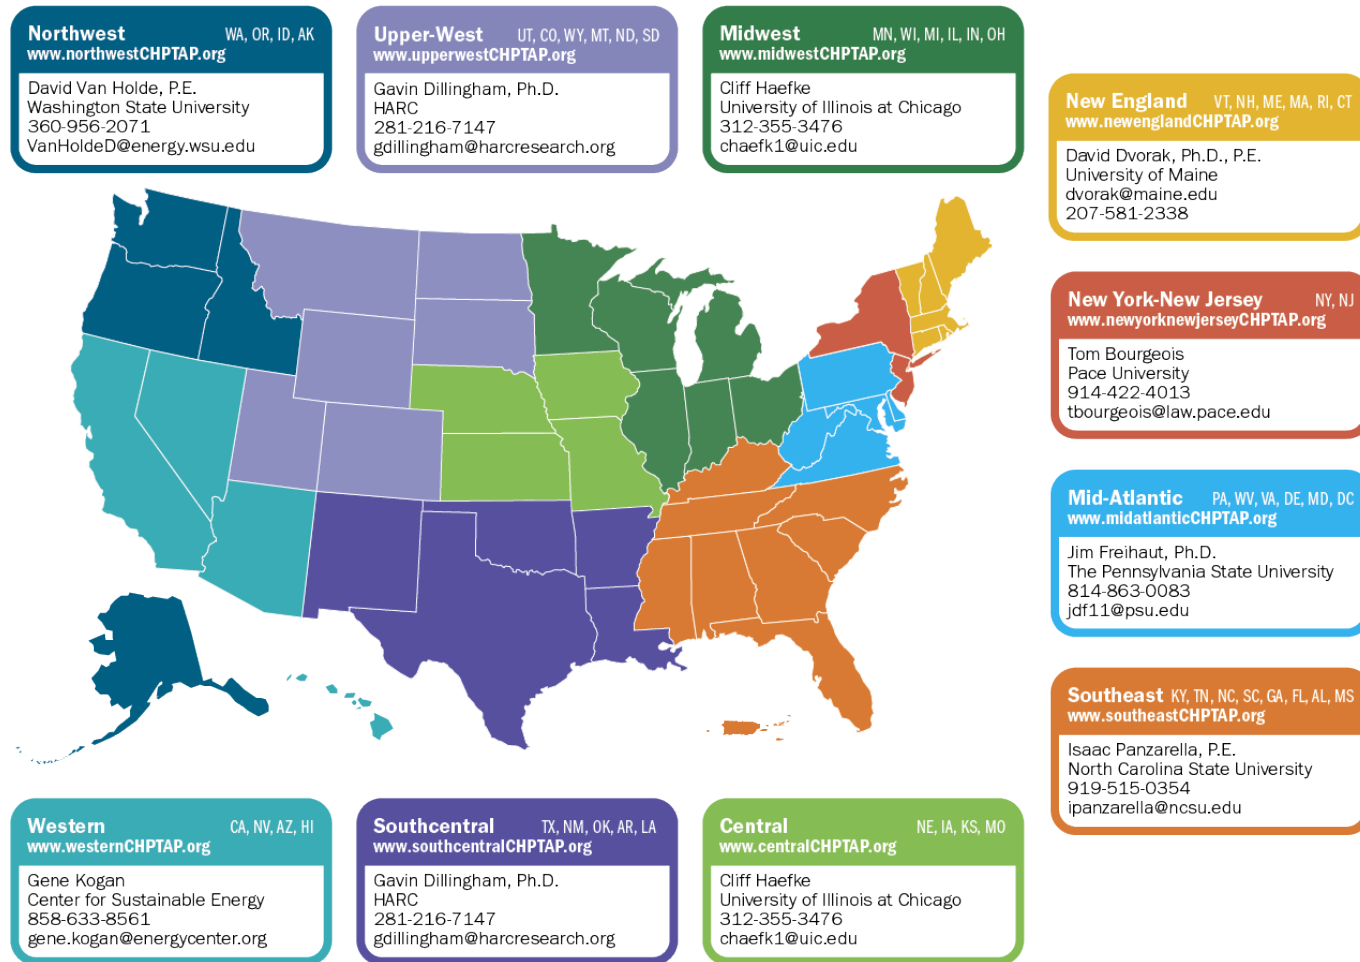 Northwest WA, OR, ID, AK
www.northwestCHPTAP.org
David Van Holde, P.E.
Washington State University
360-956-2071
VanHoldeD@energy.wsu.edu
Upper-West UT, CO, WY, MT, ND, SD
www.upperwestCHPTAP.org
Gavin Dillingham, Ph.D.
HARC
281-216-7147
gdillingham@harcresearch.org
Midwest MN, WI, MI, IL, IN, OH
www.midwestCHPTAP.org
Cliff Haefke
University of Illinois at Chicago
312-355-3476
chaefk1@uic.edu
New England VT, NH, ME, MA, RI, CT
www.newenglandCHPTAP.org
David Dvorak, Ph.D., P.E.
University of Maine
dvorak@maine.edu
207-581-2338
New York-New Jersey NY, NJ
www.newyorknewjerseyCHPTAP.org
Tom Bourgeois
Pace University
914-422-4013
tbourgeois@law.pace.edu
Mid-Atlantic PA, WV, VA, DE, MD, DC
www.midatlanticCHPTAP.org
Jim Freihaut, Ph.D.
The Pennsylvania State University
814-863-0083
jdf11@psu.edu
Southeast KY, TN, NC, SC, GA, FL, AL, MS
www.southeastCHPTAP.org
Isaac Panzarella, P.E.
North Carolina State University
919-515-0354
ipanzarella@ncsu.edu
Western CA, NV, AZ, HI
www.westernCHPTAP.org
Gene Kogan
Center for Sustainable Energy
858-633-8561
gene.kogan@energycenter.org
Southcentral TX, NM, OK, AR, LA
www.southcentralCHPTAP.org
Gavin Dillingham, Ph.D.
HARC
281-216-7147
gdillingham@harcresearch.org
Central NE, IA, KS, MO
www.centralCHPTAP.org
Cliff Haefke
University of Illinois at Chicago
312-355-3476
chaefk1@uic.edu